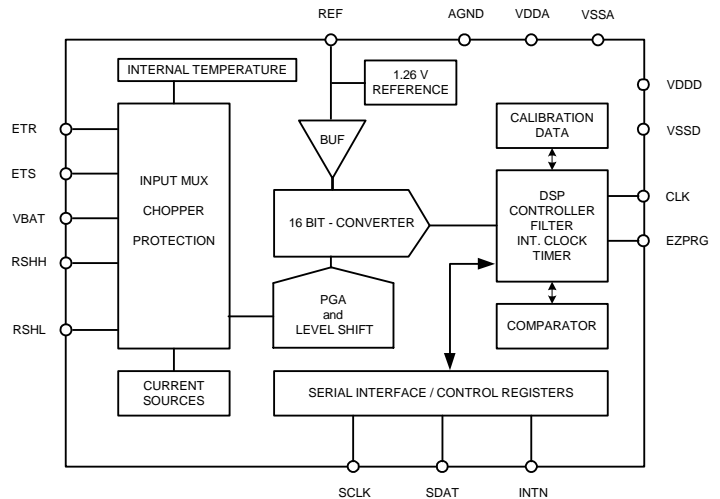 REF
AGND
VDDA
VSSA
INTERNAL TEMPERATURE
1.26 V
REFERENCE
VDDD
ETR
BUF
CALIBRATION
DATA
VSSD
ETS
INPUT MUX
CHOPPER
PROTECTION
VBAT
16 BIT - CONVERTER
DSP
CONTROLLER
FILTER
INT. CLOCK
TIMER
CLK
EZPRG
RSHH
RSHL
PGA
and
LEVEL SHIFT
COMPARATOR
CURRENT
SOURCES
SERIAL INTERFACE / CONTROL REGISTERS
SCLK
SDAT
INTN